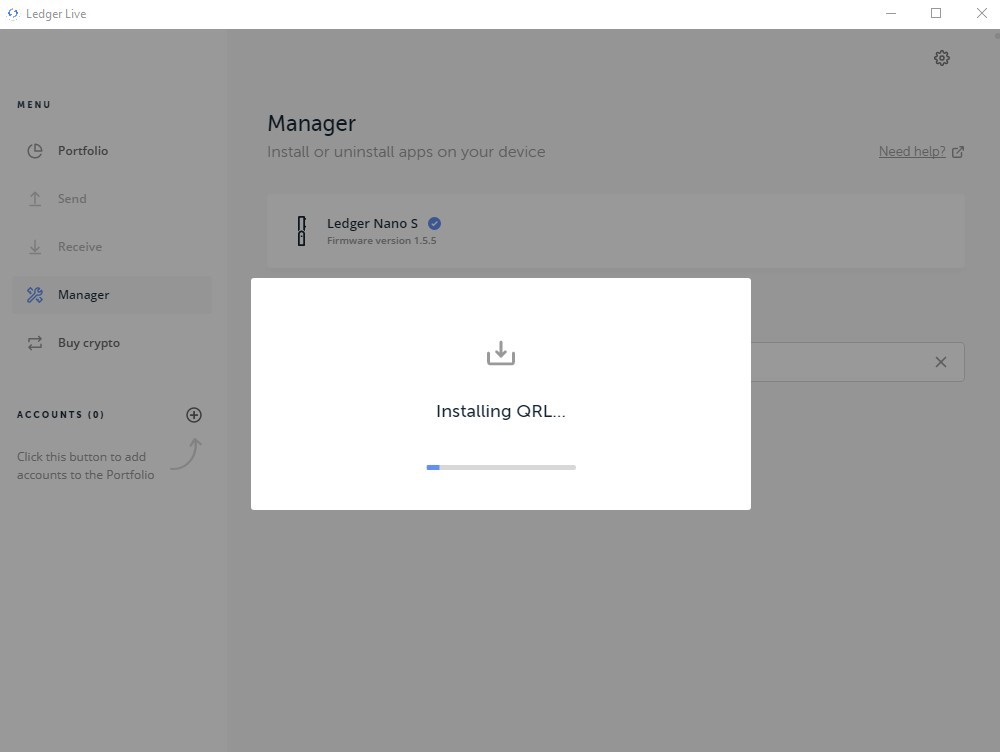 Ledger Live
MENU
Portfolio
Send
Receive
Manager
Buy crypto
ACCOUNTS (0)
Click this button to add
accounts to the Portfolio
Manager
Install or uninstall apps on your device
Need help?
Ledger Nano S
Firmware version 1.5.5
Installing QRL...